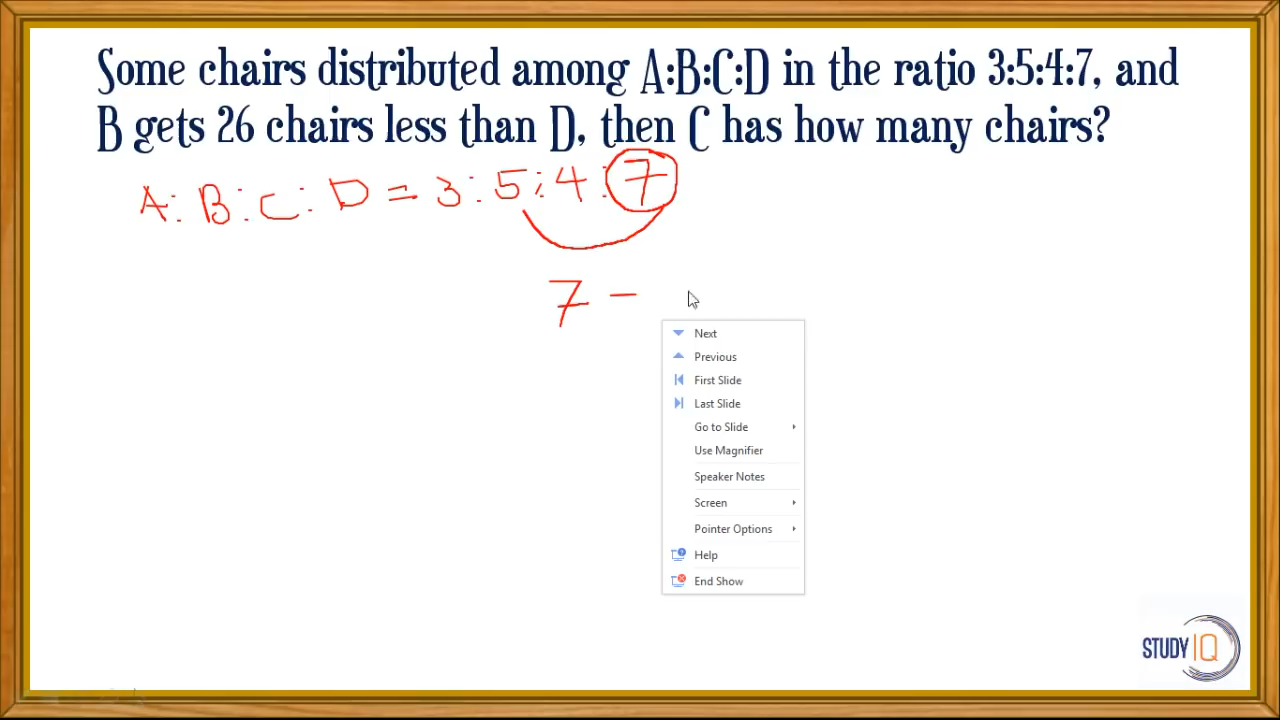 Some chairs distributed among A:B:C:D in the ratio 3:5:4:7, and
B gets 26 chairs less than D, then C has how many chairs?
A: B: C: D = 3:5;4:7
7 -
Next
Previous
First Slide
Last Slide
Go to Slide
Use Magnifier
Speaker Notes
Screen
Pointer Options
Help
End Show
STUDY IQ